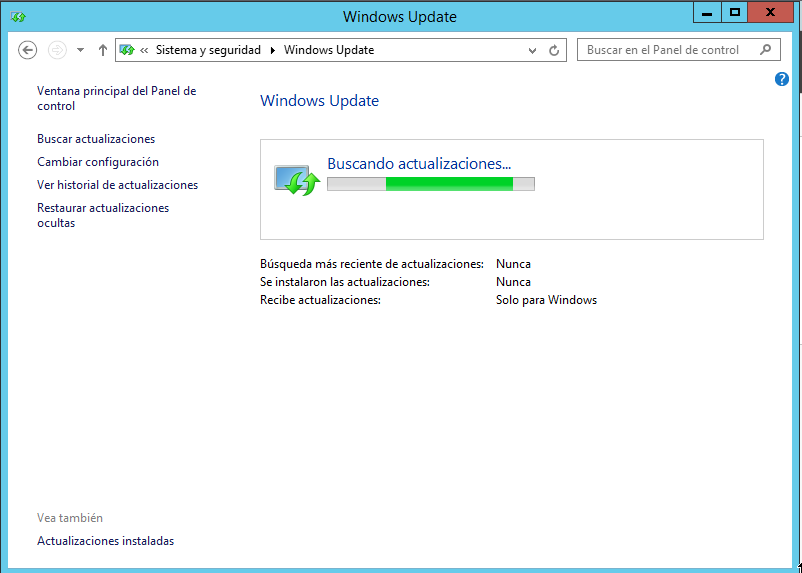 Windows Update
« Sistema y seguridad Windows Update
Buscar en el Panel de control
Ventana principal del Panel de
control
Buscar actualizaciones
Cambiar configuración
Ver historial de actualizaciones
Restaurar actualizaciones
ocultas
Windows Update
Buscando actualizaciones...
Búsqueda más reciente de actualizaciones: Nunca
Se instalaron las actualizaciones: Nunca
Recibe actualizaciones: Solo para Windows
Vea también
Actualizaciones instaladas